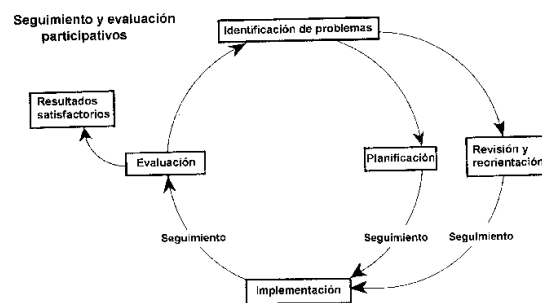 Seguimiento y evaluación
participativos
Identificación de problemas
Resultados
satisfactorios
Evaluación
Planificación
Revisión y
reorientación
Seguimiento
Seguimiento
Seguimiento
Implementación